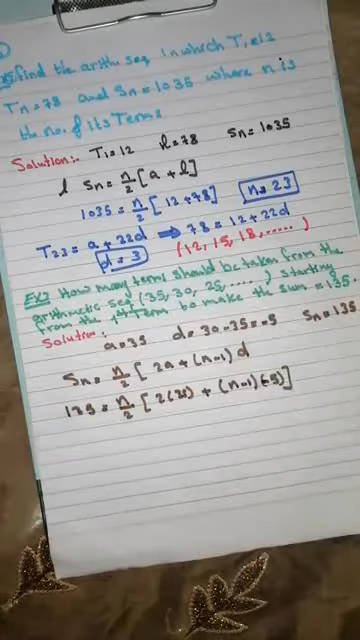 Find the arith seq in which T1=12
Tn=78 and Sn=1035 where n is
the no. of its Terms
Solution:- T1=12 l=78 Sn=1035
Sn=n/2[a+l]
1035=n/2[12+78] n=23
T23=a+22d ⇒ 78=12+22d
d=3 (12, 15, 18, .....)
EX2 How many terms should be taken from the
arithmetic seq (35, 30, 25, .....) starting
from the 1st term to make the sum=135.
Solution:
a=35 d=30-35=-5 Sn=135
Sn=n/2[2a+(n-1)d
135=n/2[2(35)+(n-1)(-5)]